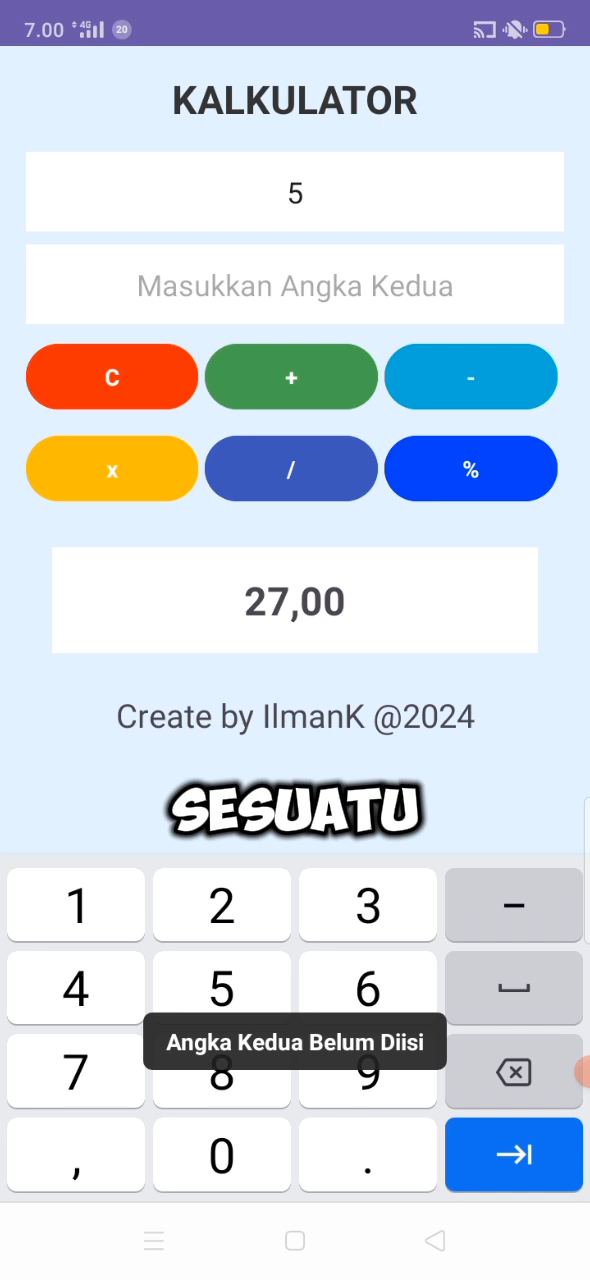 7.00 4G 20
KALKULATOR
5
Masukkan Angka Kedua
C + -
x / %
27,00
Create by IlmanK @2024
SESUATU
1 2 3 –
4 5 6
Angka Kedua Belum Diisi
7 8 9
, 0 .